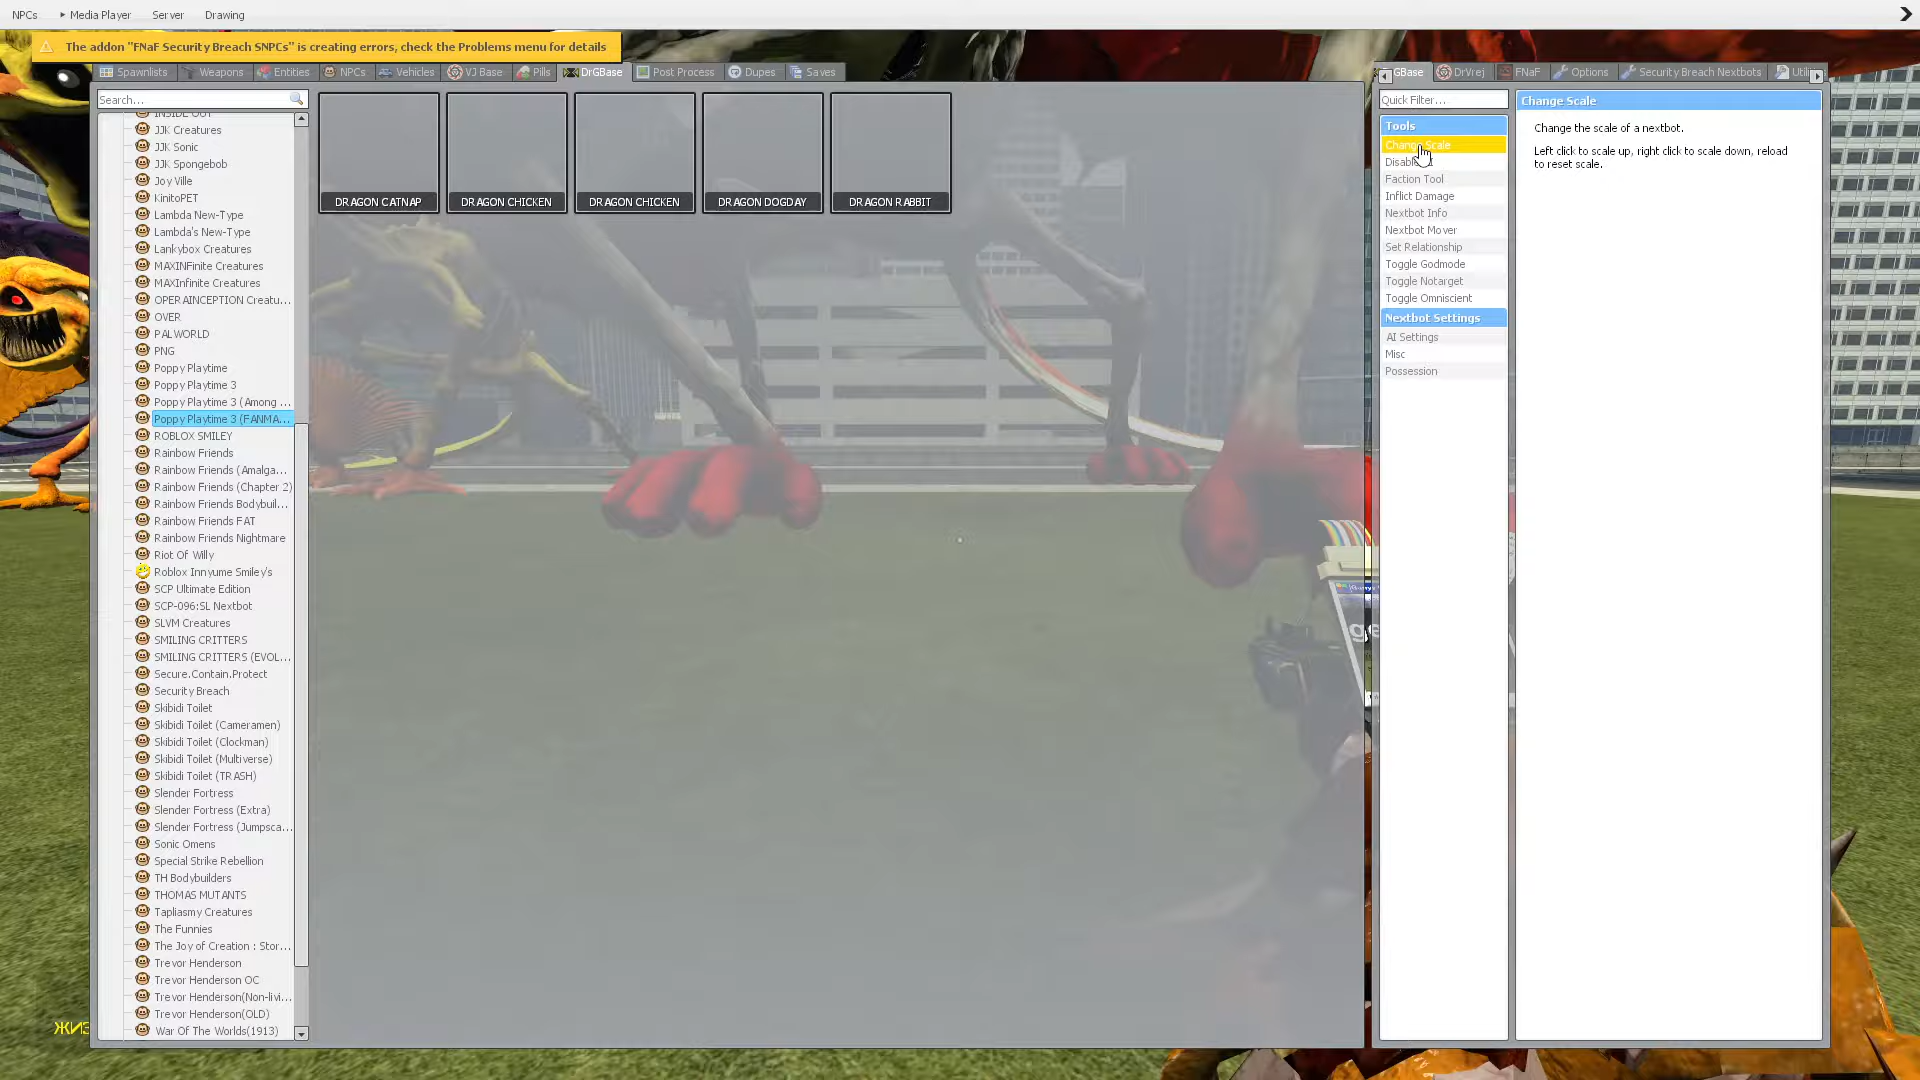 NPCs
Media Player
Server
Drawing
The addon "FNaF Security Breach SNPCs" is creating errors, check the Problems menu for details
Spawnlists
Weapons
Entities
NPCs
Vehicles
VJ Base
Pills
DrGBase
Post Process
Dupes
Saves
Search...
INSIDE OUT
JJK Creatures
JJK Sonic
JJK Spongebob
Joy Ville
KinitoPET
Lambda New-Type
Lambda's New-Type
Lankybox Creatures
MAXINFinite Creatures
MAXInfinite Creatures
OPERAINCEPTION Creatu...
OVER
PALWORLD
PNG
Poppy Playtime
Poppy Playtime 3
Poppy Playtime 3 (Among ...
Poppy Playtime 3 (FANMA...
ROBLOX SMILEY
Rainbow Friends
Rainbow Friends (Amalga...
Rainbow Friends (Chapter 2)
Rainbow Friends Bodybuil...
Rainbow Friends FAT
Rainbow Friends Nightmare
Riot Of Willy
Roblox Innyume Smiley's
SCP Ultimate Edition
SCP-096:SL Nextbot
SLVM Creatures
SMILING CRITTERS
SMILING CRITTERS (EVOL...
Secure.Contain.Protect
Security Breach
Skibidi Toilet
Skibidi Toilet (Cameramen)
Skibidi Toilet (Clockman)
Skibidi Toilet (Multiverse)
Skibidi Toilet (TRASH)
Slender Fortress
Slender Fortress (Extra)
Slender Fortress (Jumpsca...
Sonic Omens
Special Strike Rebellion
TH Bodybuilders
THOMAS MUTANTS
Tapliasmy Creatures
The Funnies
The Joy of Creation : Stor...
Trevor Henderson
Trevor Henderson OC
Trevor Henderson(Non-livi...
Trevor Henderson(OLD)
War Of The Worlds(1913)
DRAGON CATNAP
DRAGON CHICKEN
DRAGON CHICKEN
DRAGON DOGDAY
DRAGON RABBIT
GBase
DrVrej
FNaF
Options
Security Breach Nextbots
Utili
Quick Filter...
Tools
Change Scale
Disable
Faction Tool
Inflict Damage
Nextbot Info
Nextbot Mover
Set Relationship
Toggle Godmode
Toggle Notarget
Toggle Omniscient
Nextbot Settings
AI Settings
Misc
Possession
Change Scale
Change the scale of a nextbot.
Left click to scale up, right click to scale down, reload
to reset scale.
ЖИЗ